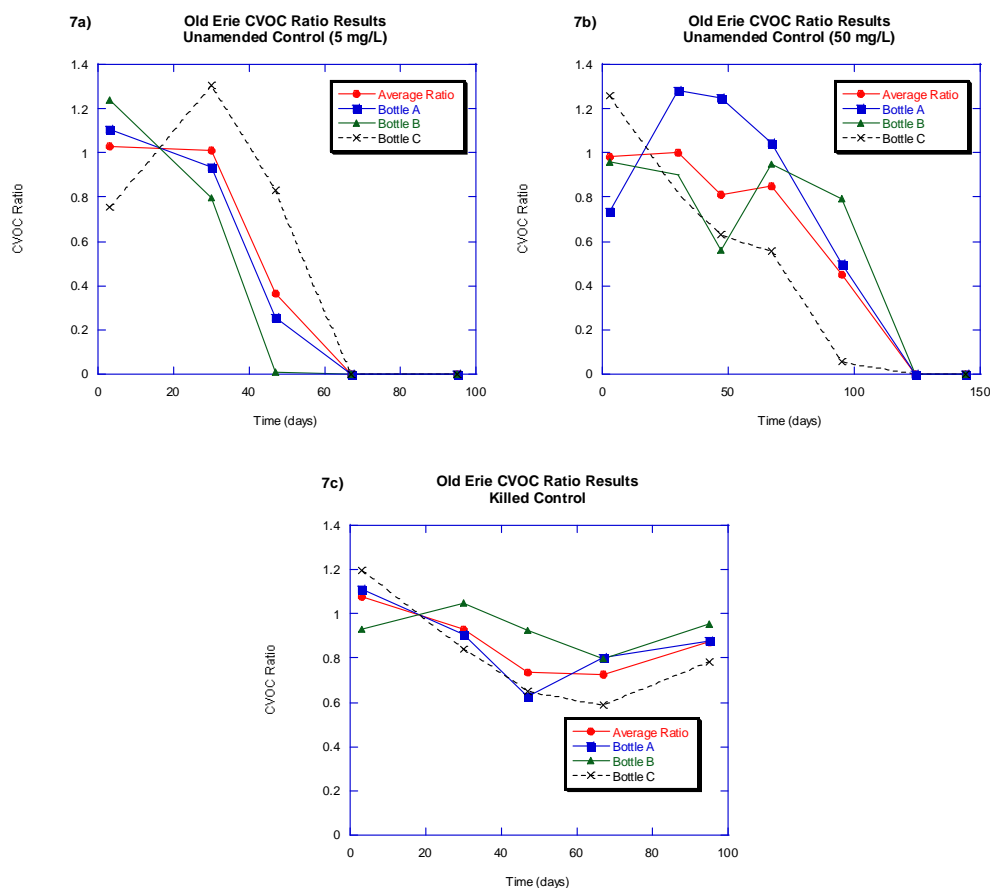 7a)
Old Erie CVOC Ratio Results
Unamended Control (5 mg/L)
1.4
1.2
1
0.8
0.6
0.4
0.2
0
CVOC Ratio
Average Ratio
Bottle A
Bottle B
Bottle C
0 20 40 60 80 100
Time (days)
7b)
Old Erie CVOC Ratio Results
Unamended Control (50 mg/L)
1.4
1.2
1
0.8
0.6
0.4
0.2
0
CVOC Ratio
Average Ratio
Bottle A
Bottle B
Bottle C
0 50 100 150
Time (days)
7c)
Old Erie CVOC Ratio Results
Killed Control
1.4
1.2
1
0.8
0.6
0.4
0.2
0
CVOC Ratio
Average Ratio
Bottle A
Bottle B
Bottle C
0 20 40 60 80 100
Time (days)